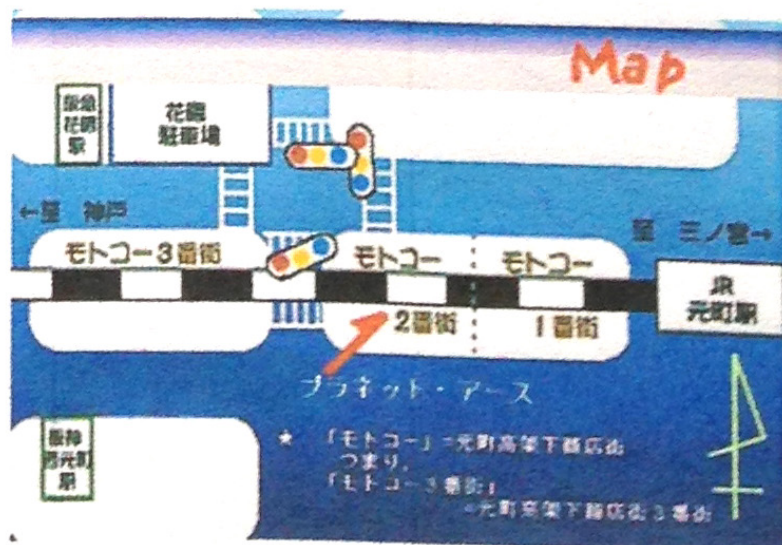 Map
阪急
花隈
駅
花隈
駐車場
←至 神戸
至 三ノ宮→
モトコー3番街
モトコー
2番街
モトコー
1番街
JR
元町駅
プラネット・アース
阪神
西元町
駅
★ 「モトコー」=元町高架下商店街
つまり、
「モトコー3番街」
=元町高架下商店街3番街